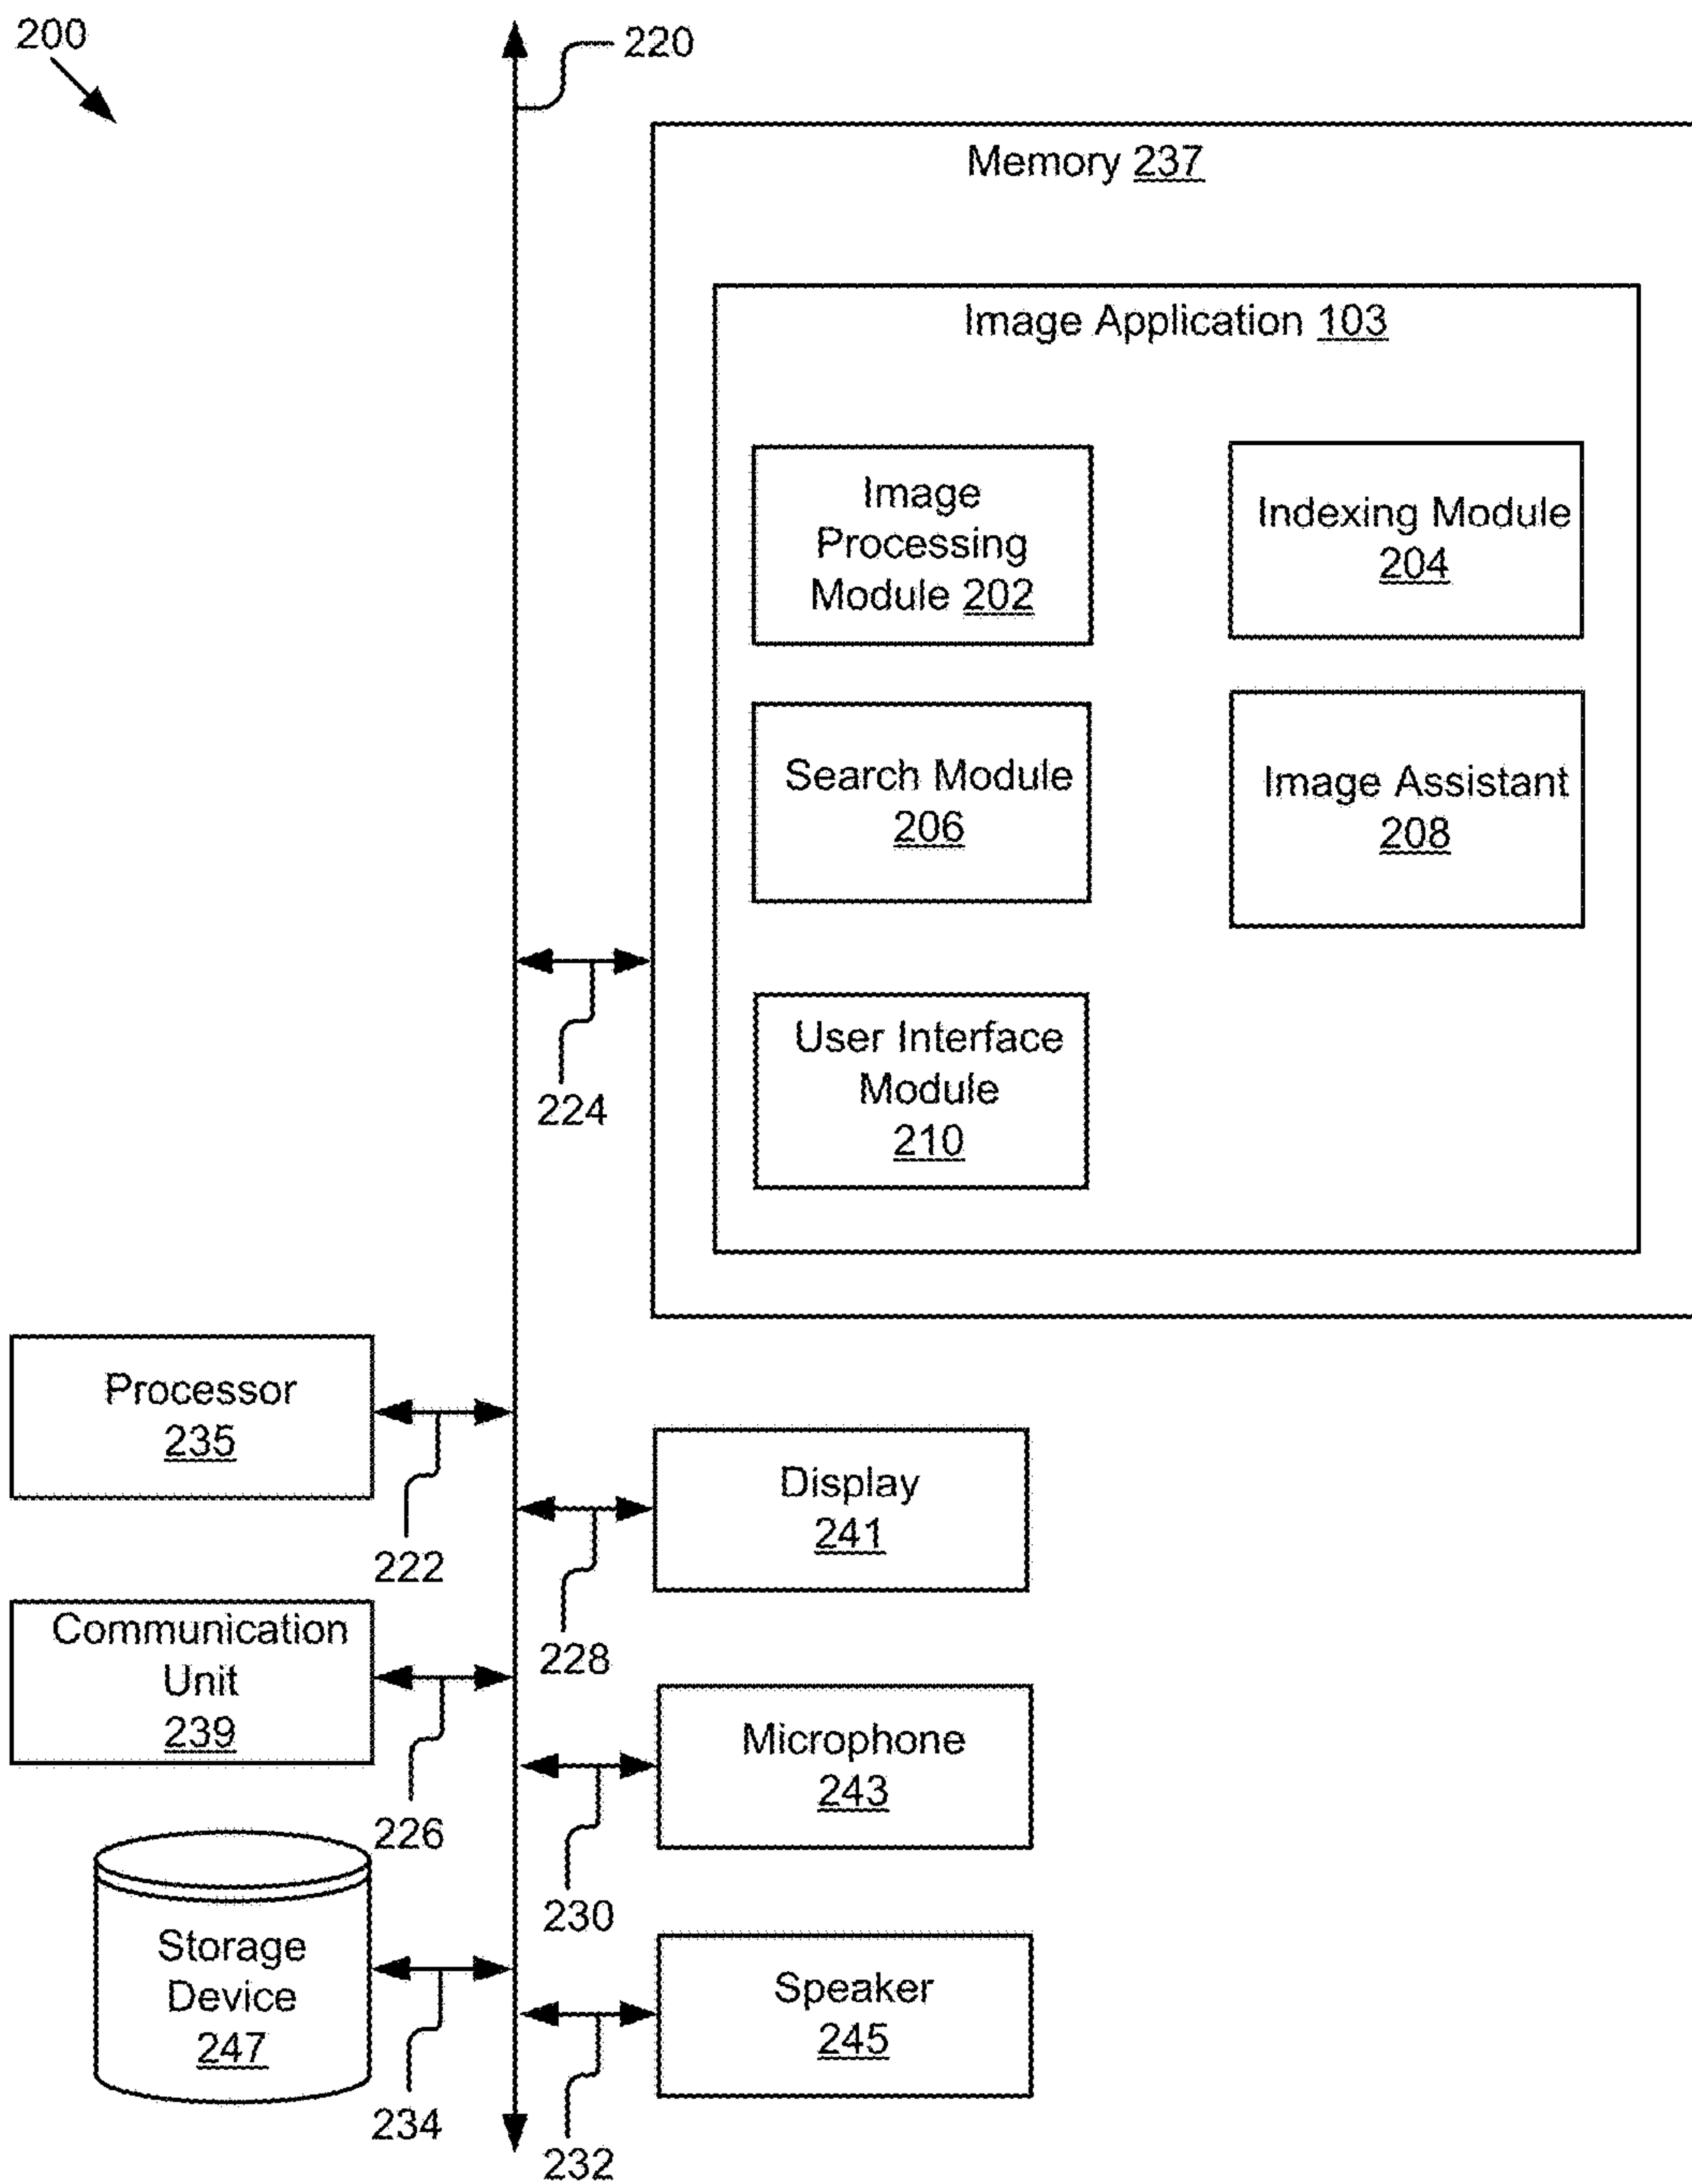 200
220
Memory 237
Image Application 103
Image
Processing
Module 202
Indexing Module
204
Search Module
206
Image Assistant
208
User Interface
Module
210
224
Processor
235
222
Display
241
228
Communication
Unit
239
226
Microphone
243
230
Storage
Device
247
234
Speaker
245
232